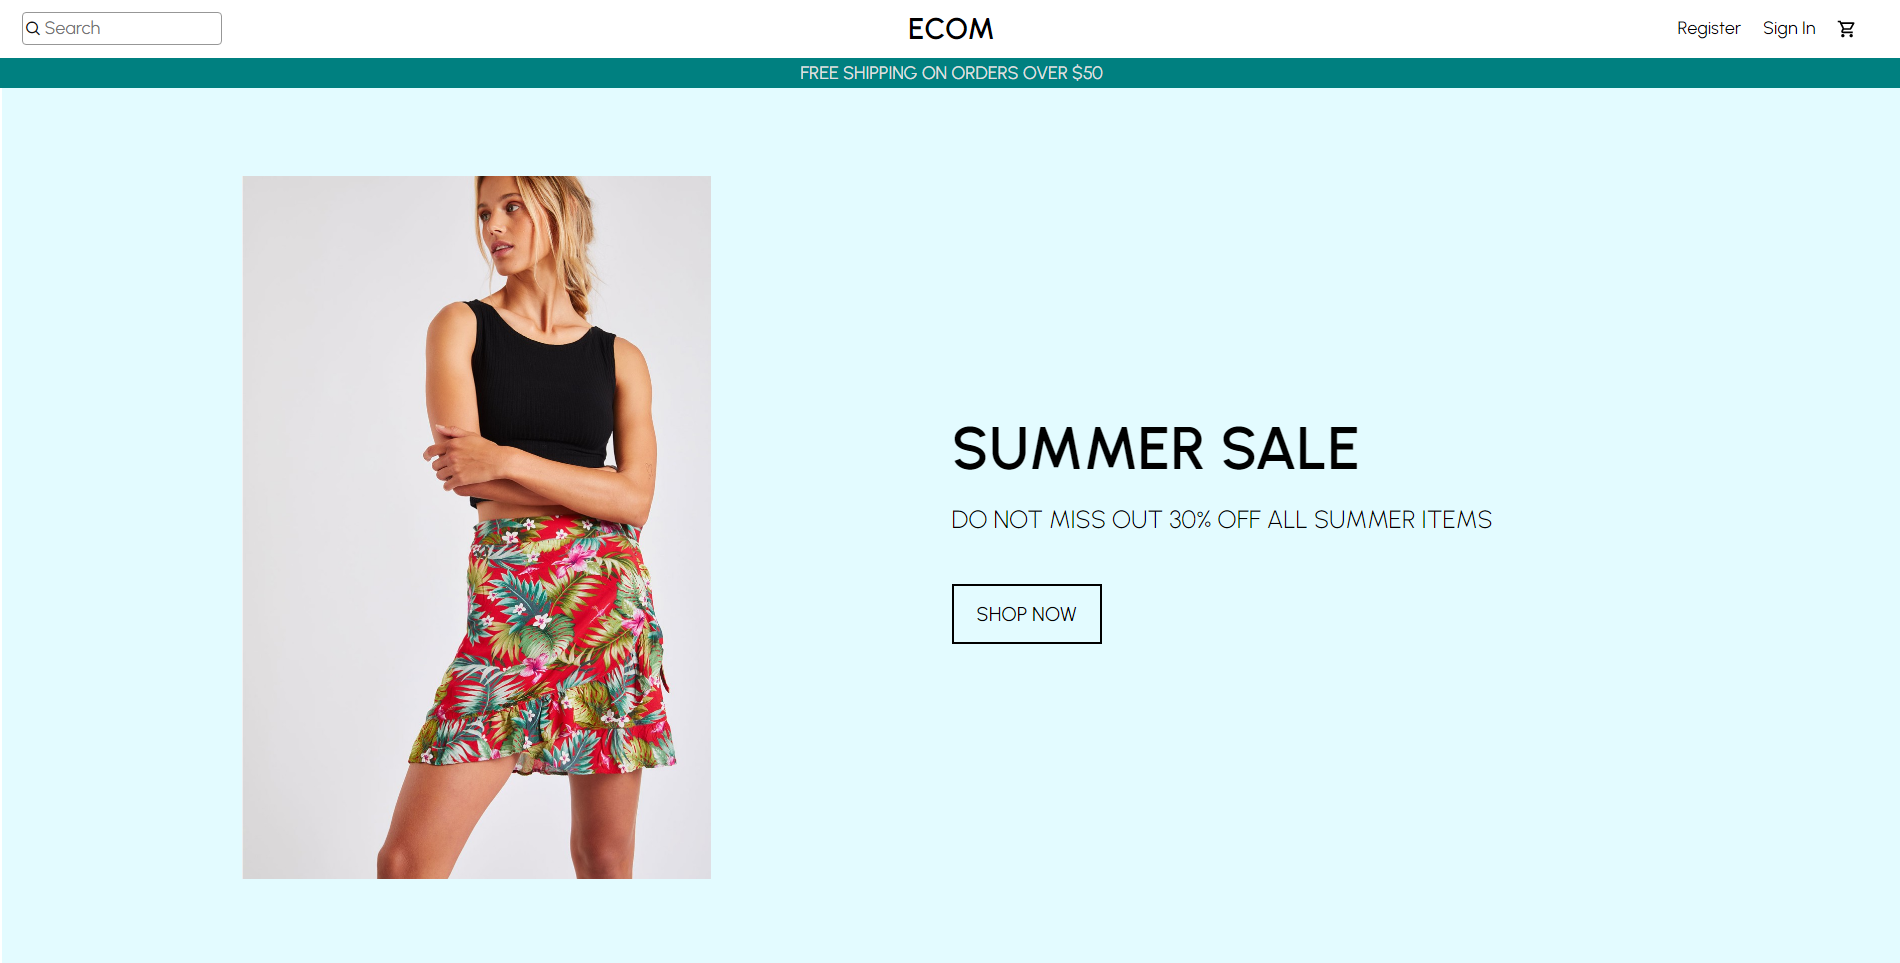 Search
ECOM
Register
Sign In
FREE SHIPPING ON ORDERS OVER $50
SUMMER SALE
DO NOT MISS OUT 30% OFF ALL SUMMER ITEMS
SHOP NOW